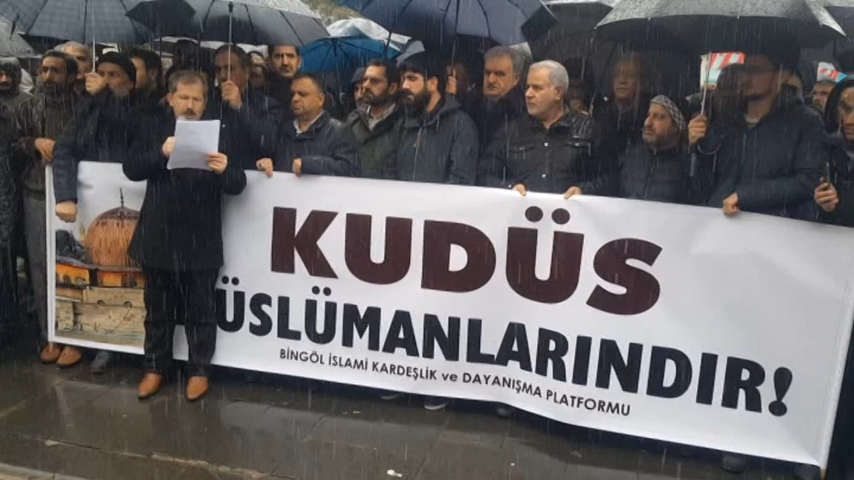 KUDÜS
ÜSLÜMANLARINDIR!
BİNGÖL İSLAMİ KARDEŞLİK ve DAYANIŞMA PLATFORMU